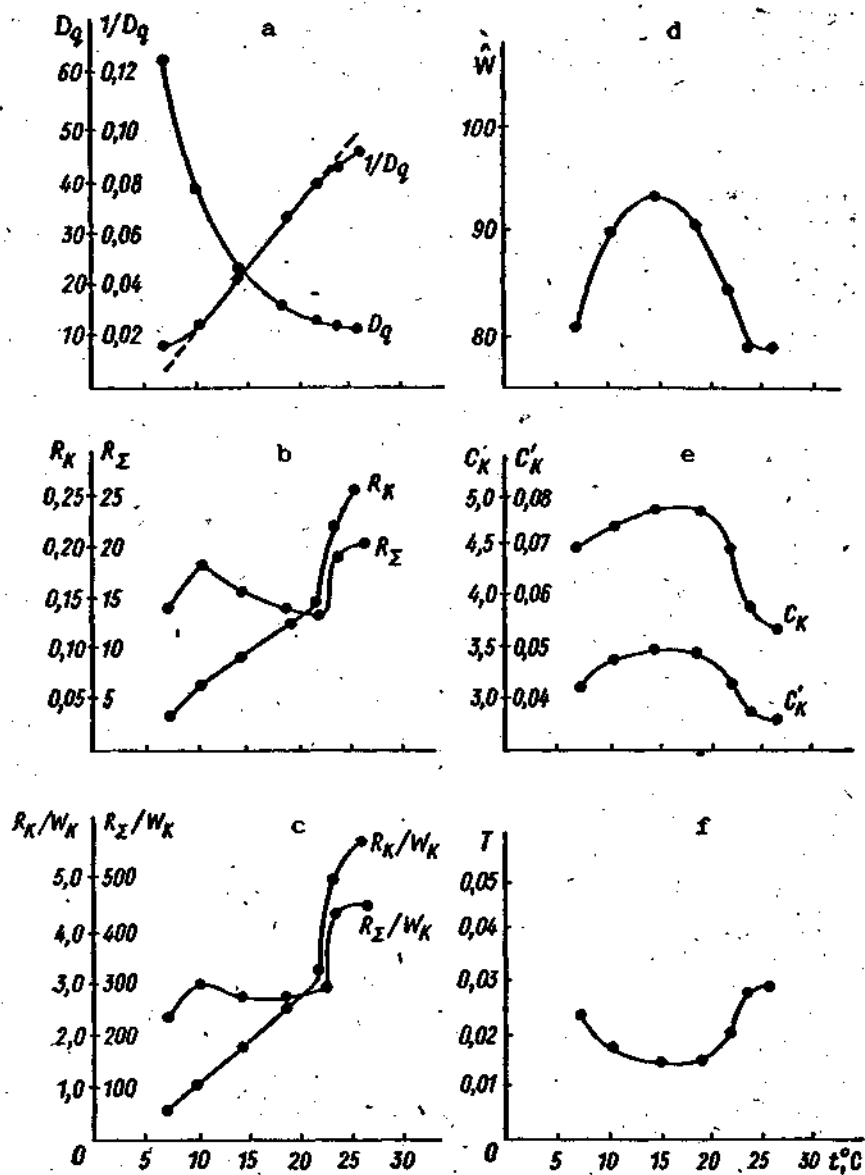 D_q 1/D_q a
60 0,12
50 0,10
40 0,08
30 0,06
20 0,04
10 0,02
1/D_q
D_q
d
Ŵ
100
90
80
R_K R_Σ b
0,25 25
0,20 20
0,15 15
0,10 10
0,05 5
R_K
R_Σ
C_K C'_K e
5,0 0,08
4,5 0,07
4,0 0,06
3,5 0,05
3,0 0,04
C_K
C'_K
R_K/W_K R_Σ/W_K c
5,0 500
4,0 400
3,0 300
2,0 200
1,0 100
0
R_K/W_K
R_Σ/W_K
5 10 15 20 25 30
T f
0,05
0,04
0,03
0,02
0,01
0
5 10 15 20 25 30 t,°C